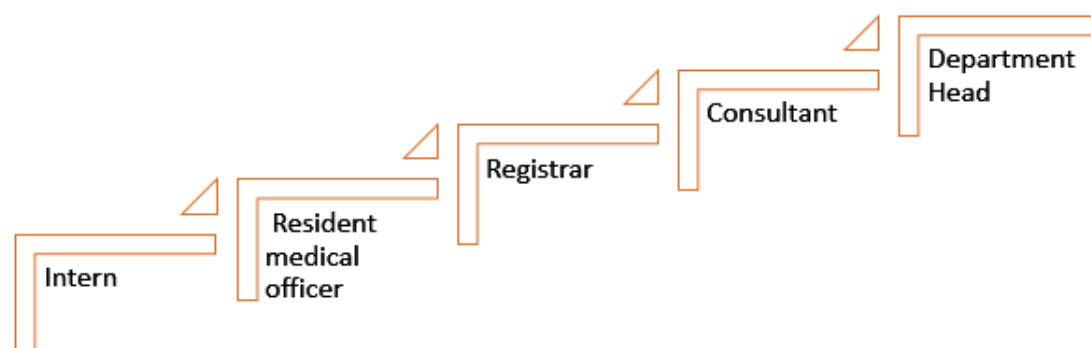 Intern
Resident
medical
officer
Registrar
Consultant
Department
Head